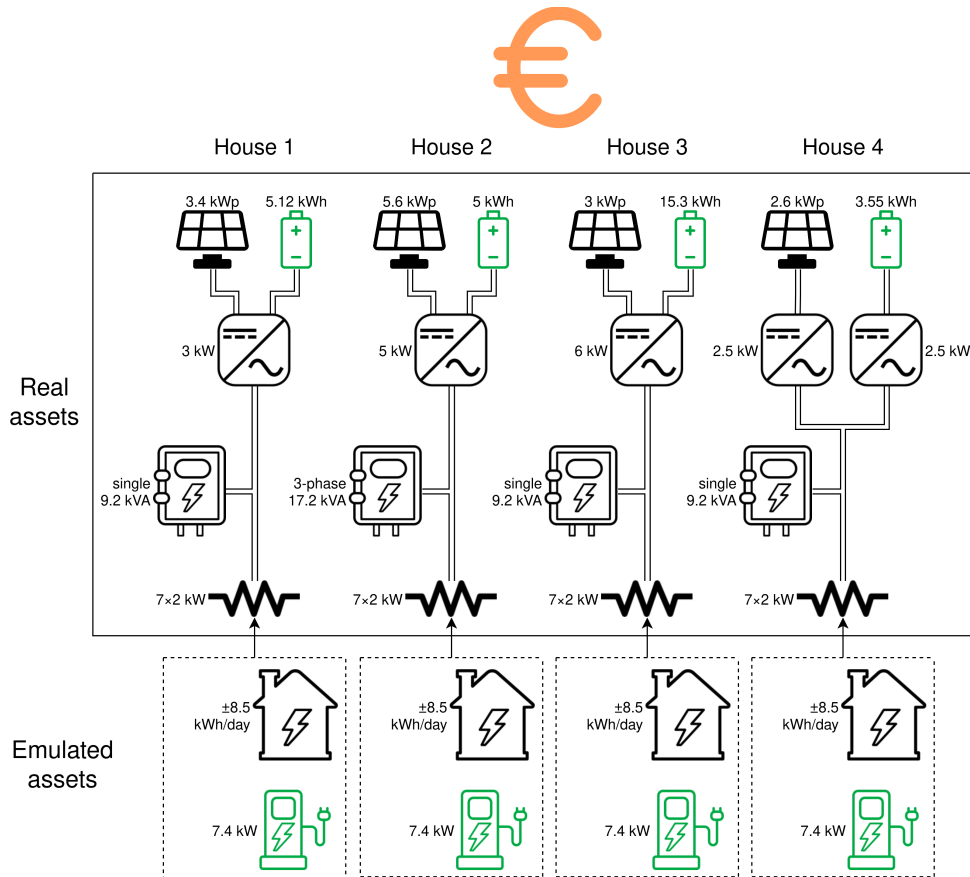 House 1 House 2 House 3 House 4
3.4 kWp 5.12 kWh 5.6 kWp 5 kWh 3 kWp 15.3 kWh 2.6 kWp 3.55 kWh
3 kW 5 kW 6 kW 2.5 kW 2.5 kW
Real
assets
single 3-phase single single
9.2 kVA 17.2 kVA 9.2 kVA 9.2 kVA
7×2 kW 7×2 kW 7×2 kW 7×2 kW
±8.5 ±8.5 ±8.5 ±8.5
kWh/day kWh/day kWh/day kWh/day
Emulated
assets
7.4 kW 7.4 kW 7.4 kW 7.4 kW